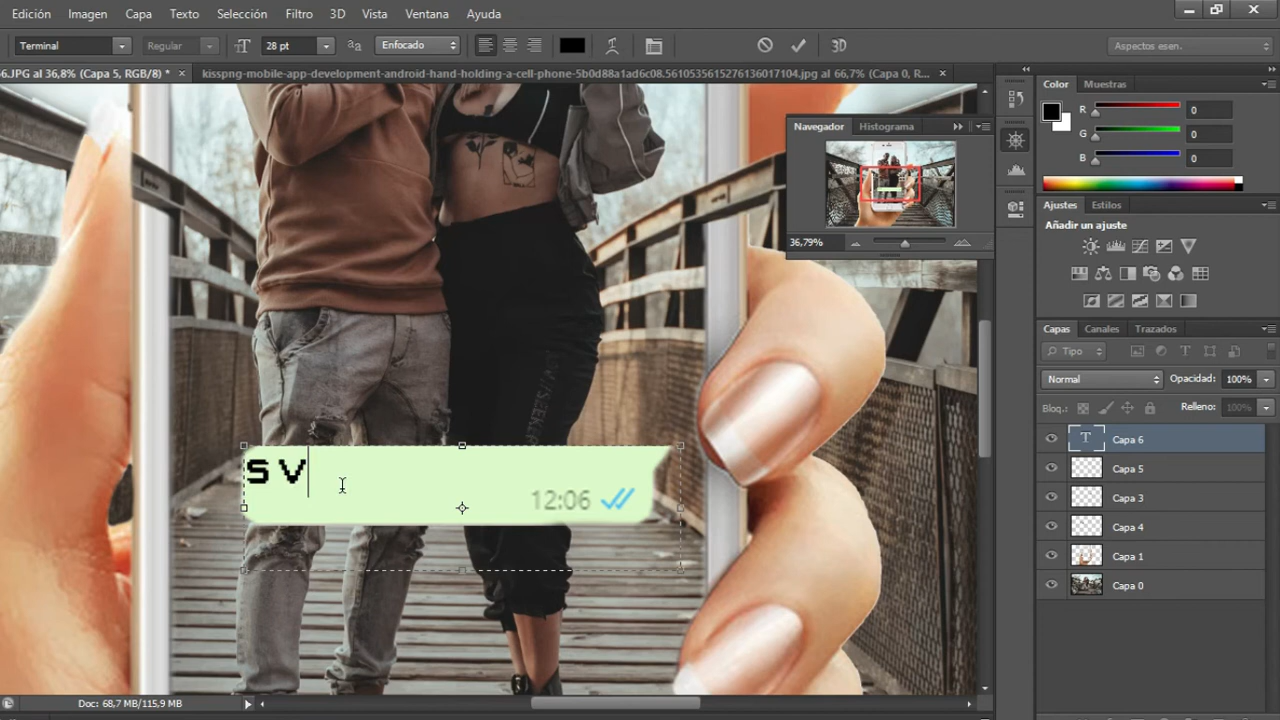 Edición Imagen Capa Texto Selección Filtro 3D Vista Ventana Ayuda
Terminal Regular 28 pt Enfocado 3D Aspectos esen.
6.JPG al 36,8% (Capa 5, RGB/8) * × kisspng-mobile-app-development-android-hand-holding-a-cell-phone-5b0d88a1ad6c08.5610535615276136017104.jpg al 66,7% (Capa 0, R... ×
Color Muestras
R 0
G 0
B 0
Navegador Histograma
36,79%
Ajustes Estilos
Añadir un ajuste
Capas Canales Trazados
Tipo
Normal Opacidad: 100%
Bloq.: Relleno: 100%
T Capa 6
Capa 5
Capa 3
Capa 4
Capa 1
Capa 0
S V
12:06
Doc: 68,7 MB/115,9 MB